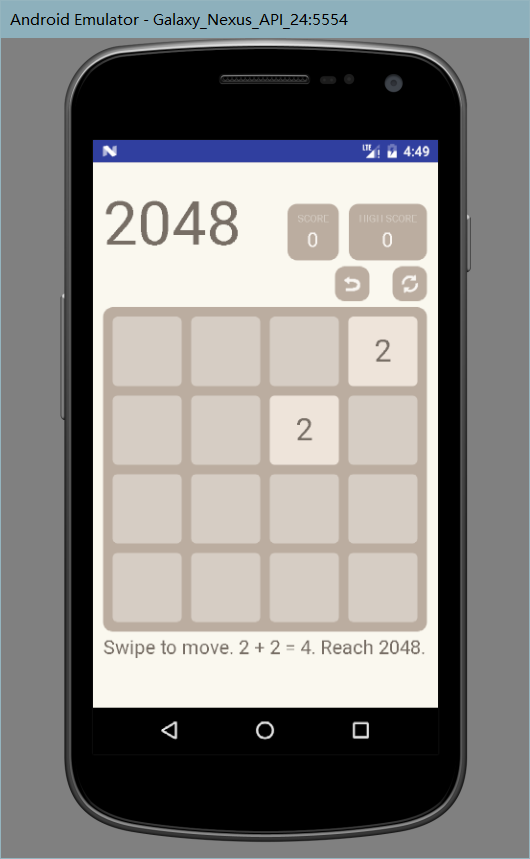 Android Emulator - Galaxy_Nexus_API_24:5554
LTE 4:49
2048
SCORE
0
HIGH SCORE
0
2
2
Swipe to move. 2 + 2 = 4. Reach 2048.